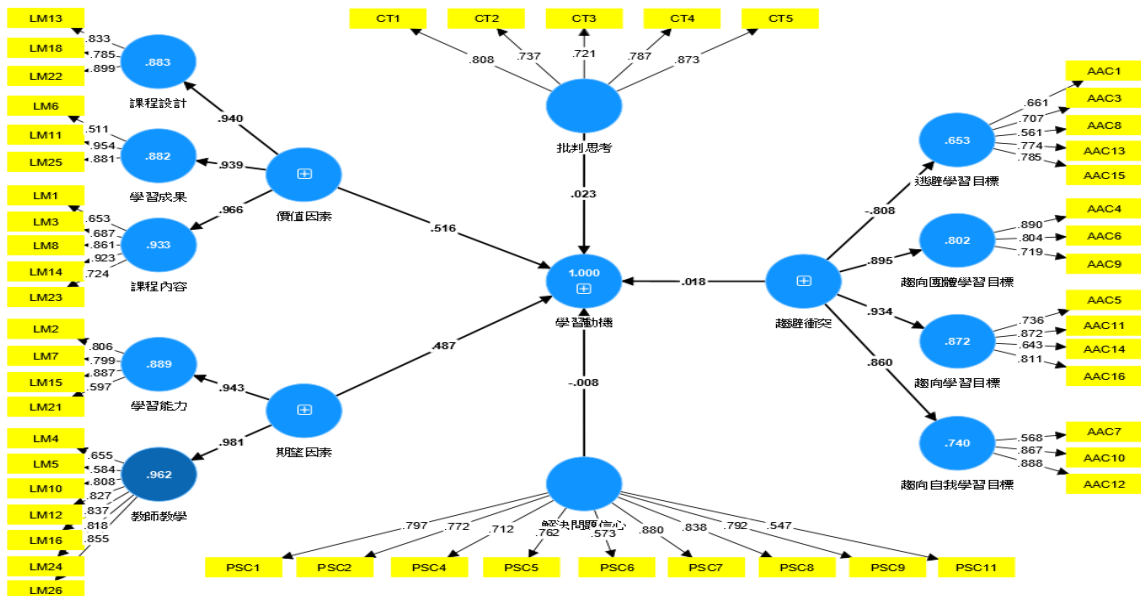 CT1 CT2 CT3 CT4 CT5
.808 .737 .721 .787 .873
批判思考
.023
LM13
LM18
LM22
.833
.785
.899
.883
課程設計
.940
LM6
LM11
LM25
.511
.954
.881
.882
學習成果
.939
LM1
LM3
LM8
LM14
LM23
.653
.687
.861
.923
.724
.933
課程內容
.966
價值因素
.516
LM2
LM7
LM15
LM21
.806
.799
.887
.597
.889
學習能力
.943
LM4
LM5
LM10
LM12
LM16
LM24
LM26
.655
.584
.808
.827
.837
.818
.855
.962
教師教學
.981
期望因素
.487
1.000
學習動機
-.008
.018
趨避衝突
-.808
.895
.934
.860
.653
逃避學習目標
.661
.707
.561
.774
.785
AAC1
AAC3
AAC8
AAC13
AAC15
.802
趨向團體學習目標
.890
.804
.719
AAC4
AAC6
AAC9
.872
趨向學習目標
.736
.872
.643
.811
AAC5
AAC11
AAC14
AAC16
.740
趨向自我學習目標
.568
.867
.888
AAC7
AAC10
AAC12
解決問題信心
.797 .772 .712 .762 .573 .880 .838 .792 .547
PSC1 PSC2 PSC4 PSC5 PSC6 PSC7 PSC8 PSC9 PSC11